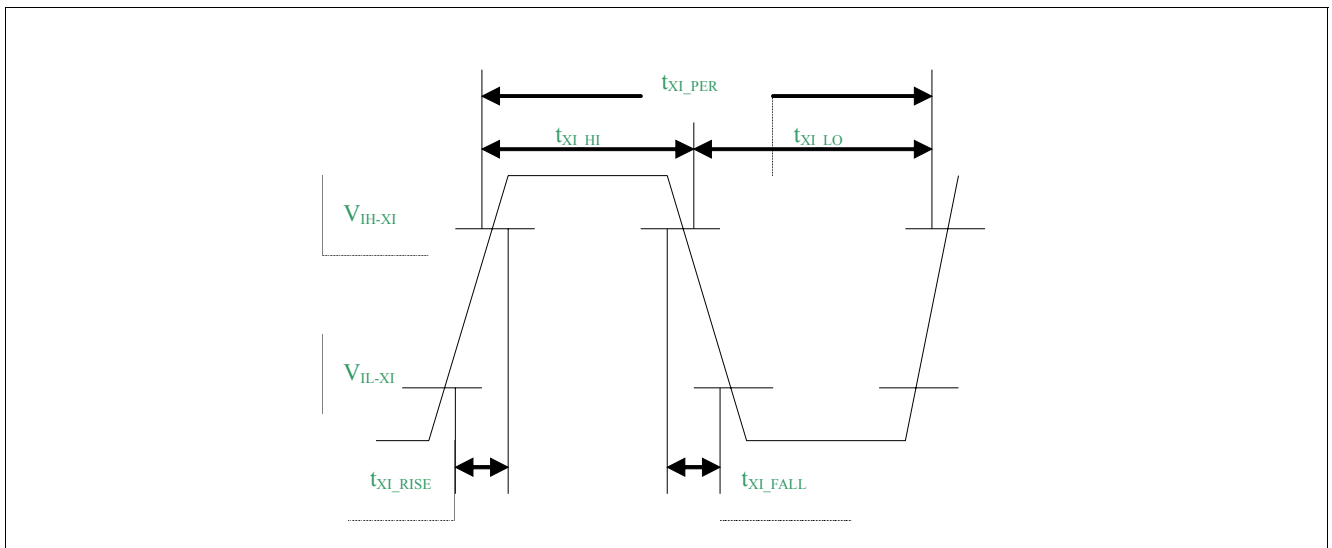 tXI_PER
tXI_HI tXI_LO
VIH-XI
VIL-XI
tXI_RISE tXI_FALL